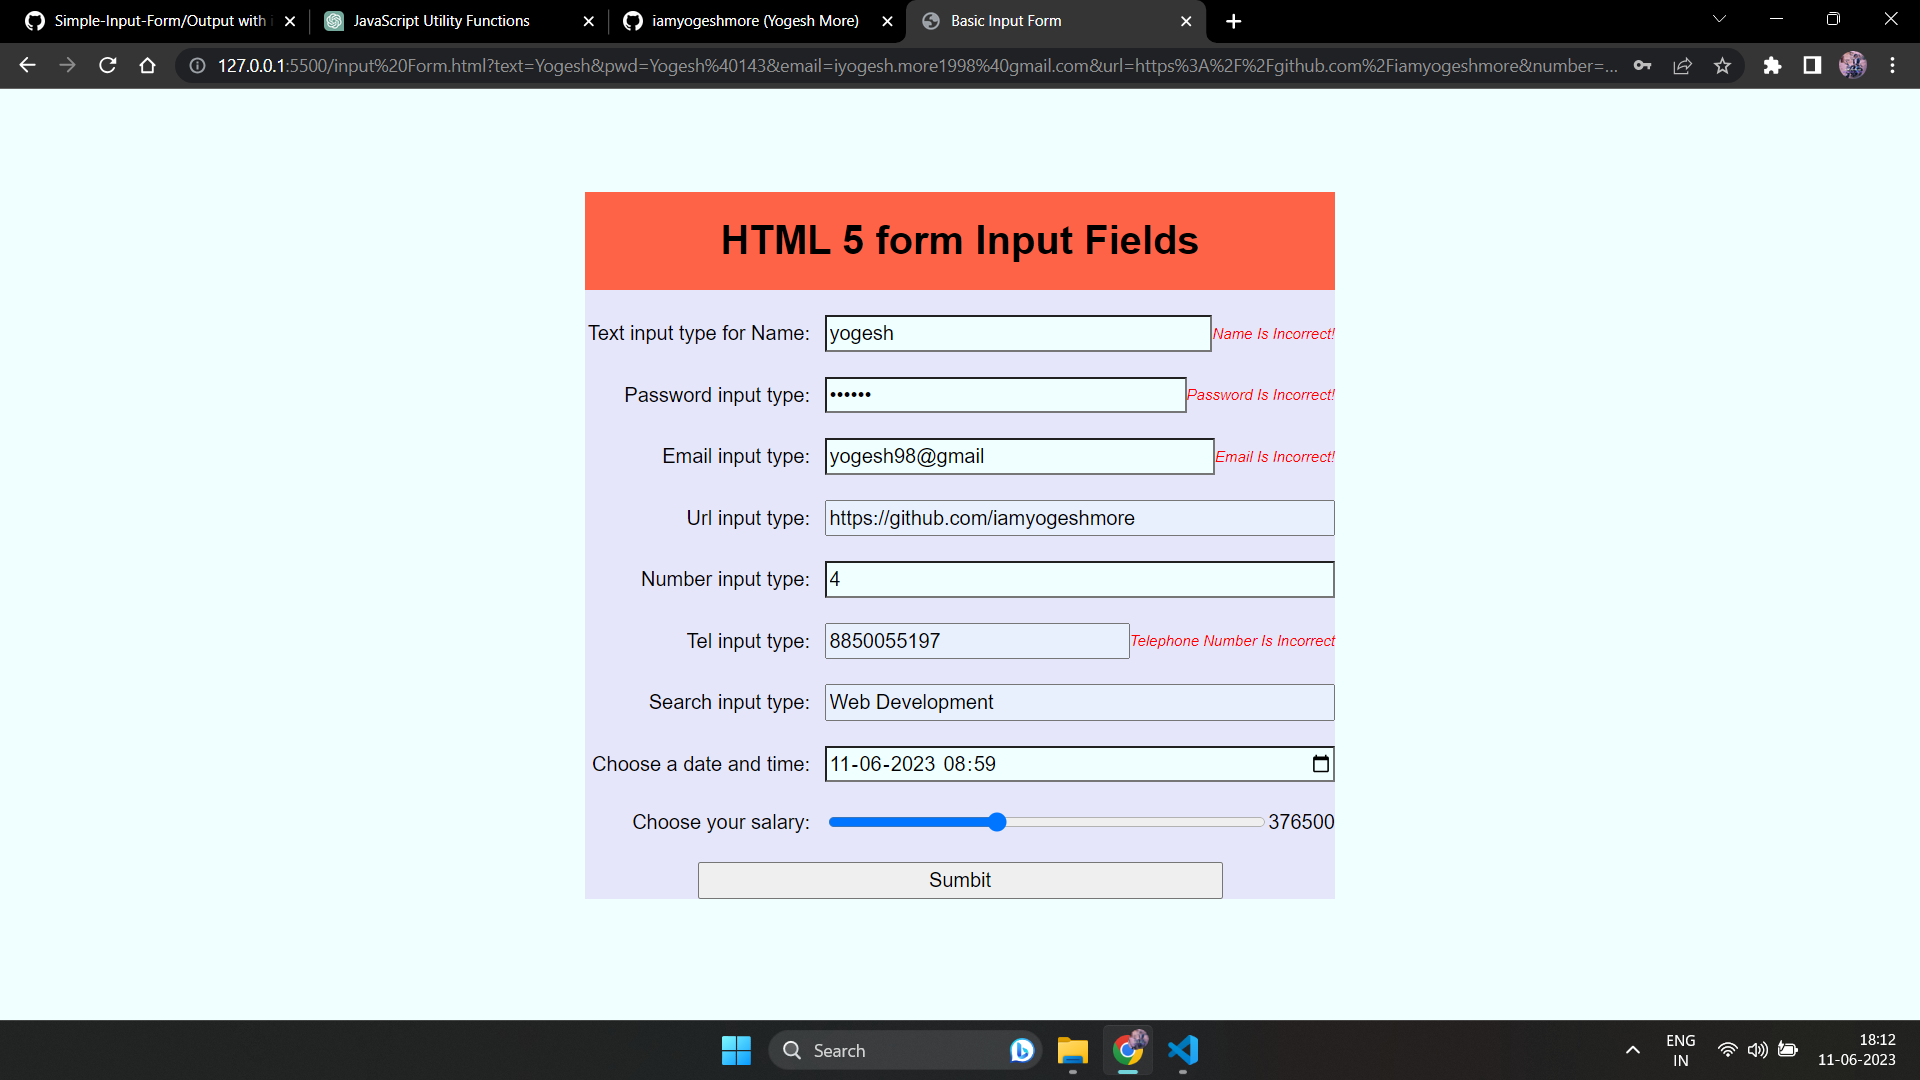 Simple-Input-Form/Output with i
JavaScript Utility Functions
iamyogeshmore (Yogesh More)
Basic Input Form
127.0.0.1:5500/input%20Form.html?text=Yogesh&pwd=Yogesh%40143&email=iyogesh.more1998%40gmail.com&url=https%3A%2F%2Fgithub.com%2Fiamyogeshmore&number=...
HTML 5 form Input Fields
Text input type for Name: yogesh Name Is Incorrect!
Password input type: •••••• Password Is Incorrect!
Email input type: yogesh98@gmail Email Is Incorrect!
Url input type: https://github.com/iamyogeshmore
Number input type: 4
Tel input type: 8850055197 Telephone Number Is Incorrect
Search input type: Web Development
Choose a date and time: 11-06-2023 08:59
Choose your salary: 376500
Sumbit
Search
ENG
IN
18:12
11-06-2023